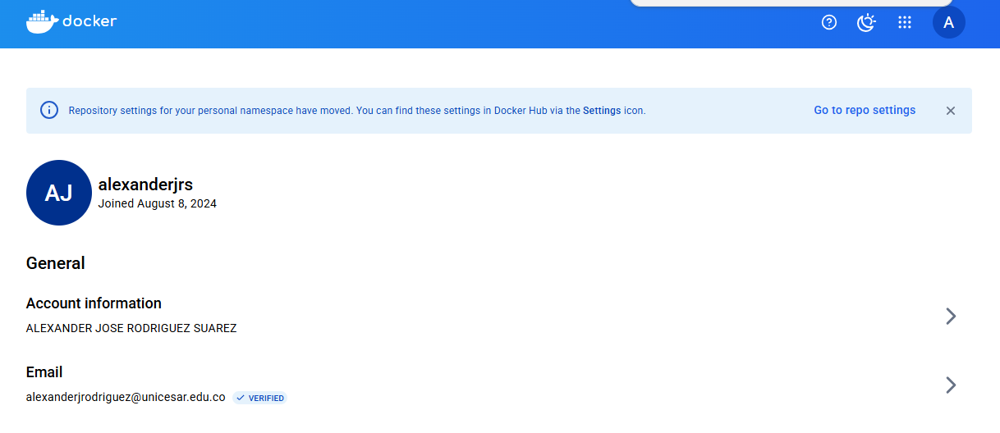 docker
A
Repository settings for your personal namespace have moved. You can find these settings in Docker Hub via the Settings icon.
Go to repo settings
AJ
alexanderjrs
Joined August 8, 2024
General
Account information
ALEXANDER JOSE RODRIGUEZ SUAREZ
Email
alexanderjrodriguez@unicesar.edu.co
VERIFIED